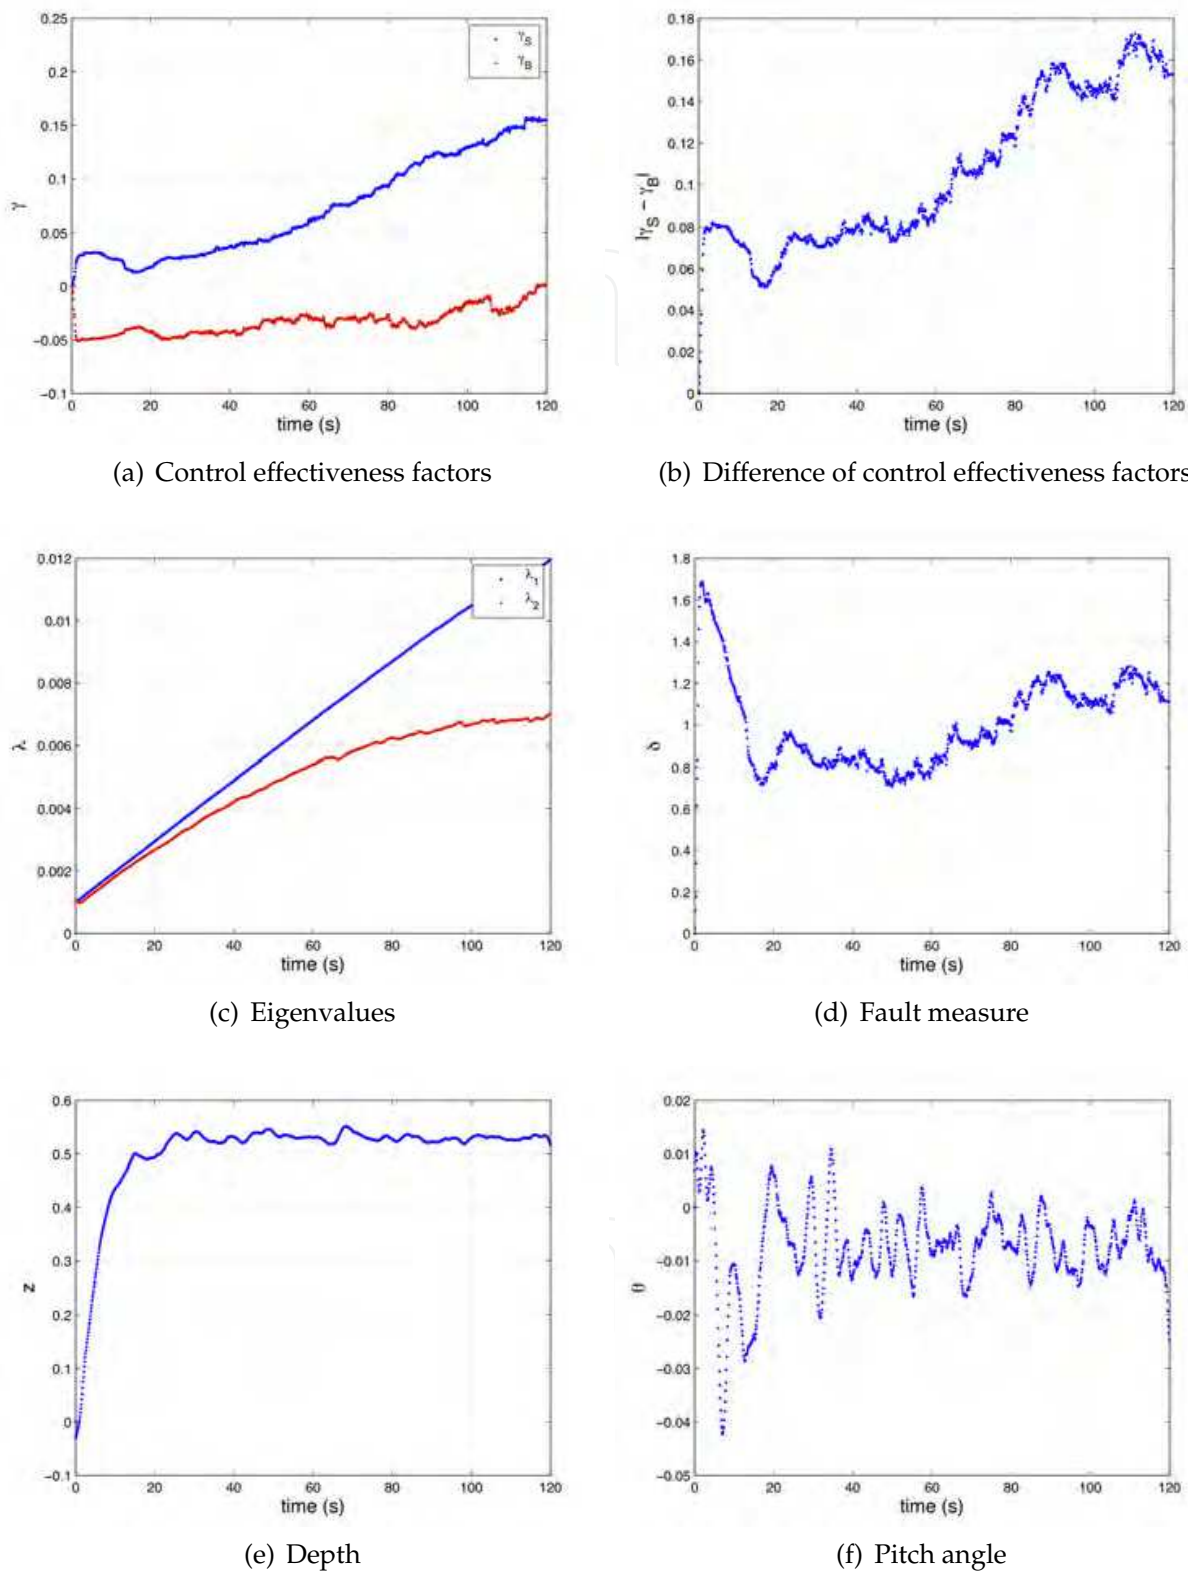 0.25
0.2
0.15
0.1
0.05
0
−0.05
−0.1
γ
γS
γB
0 20 40 60 80 100 120
time (s)
(a) Control effectiveness factors
0.18
0.16
0.14
0.12
0.1
0.08
0.06
0.04
0.02
0
|γS − γB|
0 20 40 60 80 100 120
time (s)
(b) Difference of control effectiveness factors
0.012
0.01
0.008
0.006
0.004
0.002
0
λ
λ1
λ2
0 20 40 60 80 100 120
time (s)
(c) Eigenvalues
1.8
1.6
1.4
1.2
1
0.8
0.6
0.4
0.2
0
δ
0 20 40 60 80 100 120
time (s)
(d) Fault measure
0.6
0.5
0.4
0.3
0.2
0.1
0
−0.1
z
0 20 40 60 80 100 120
time (s)
(e) Depth
0.02
0.01
0
−0.01
−0.02
−0.03
−0.04
−0.05
θ
0 20 40 60 80 100 120
time (s)
(f) Pitch angle